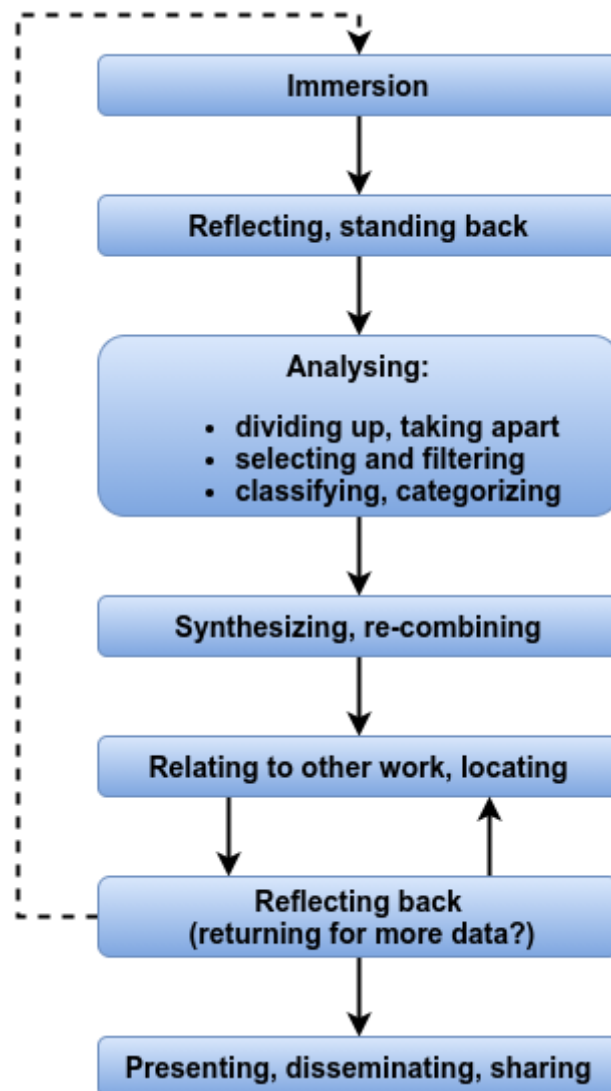 Immersion
Reflecting, standing back
Analysing:
• dividing up, taking apart
• selecting and filtering
• classifying, categorizing
Synthesizing, re-combining
Relating to other work, locating
Reflecting back
(returning for more data?)
Presenting, disseminating, sharing